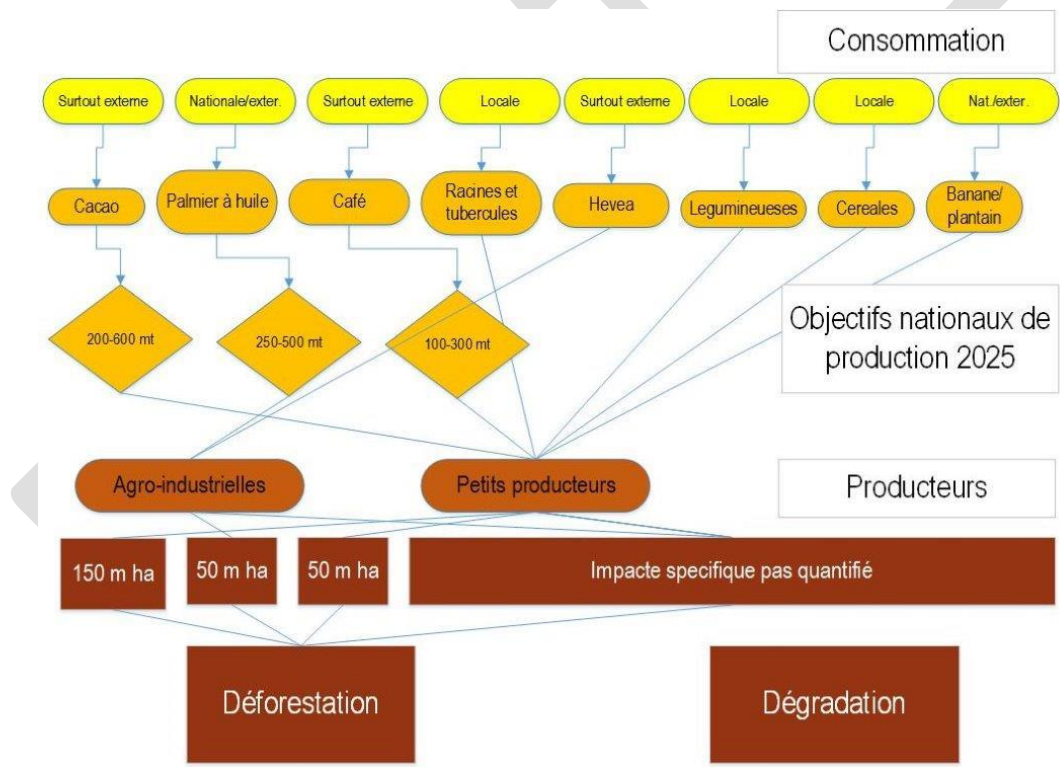 Consommation
Surtout externe
Nationale/exter.
Surtout externe
Locale
Surtout externe
Locale
Locale
Nat./exter.
Cacao
Palmier à huile
Café
Racines et
tubercules
Hevea
Legumineueses
Cereales
Banane/
plantain
200-600 mt
250-500 mt
100-300 mt
Objectifs nationaux de
production 2025
Agro-industrielles
Petits producteurs
Producteurs
150 m ha
50 m ha
50 m ha
Impacte specifique pas quantifié
Déforestation
Dégradation